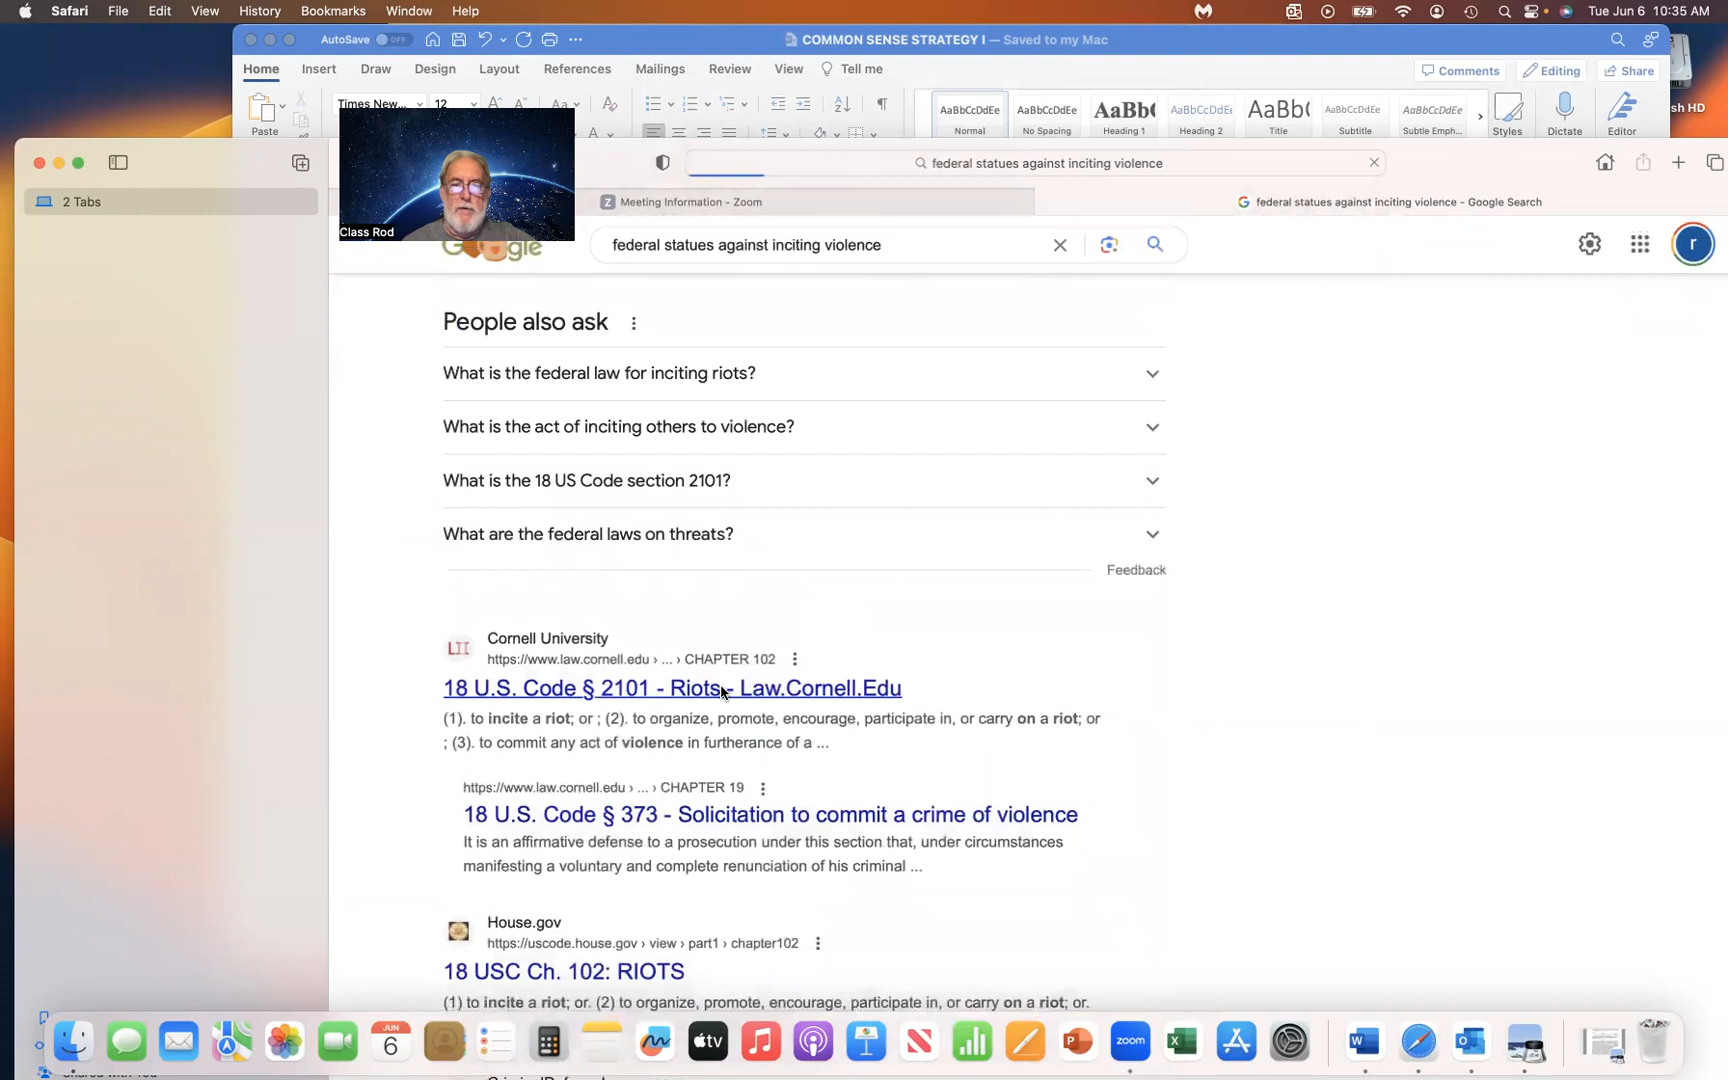 Safari File Edit View History Bookmarks Window Help Tue Jun 6 10:35 AM
AutoSave OFF COMMON SENSE STRATEGY I — Saved to my Mac
Home Insert Draw Design Layout References Mailings Review View Tell me Comments Editing Share
sh HD
Paste Times New... 12 Aa AaBbCcDdEe AaBbCcDdEe AaBbC AaBbCcDdEe AaBbC AaBbCcDdEe AaBbCcDdEe
Normal No Spacing Heading 1 Heading 2 Title Subtitle Subtle Emph... Styles Dictate Editor
federal statues against inciting violence
2 Tabs
Meeting Information - Zoom
federal statues against inciting violence - Google Search
Class Rod
federal statues against inciting violence
r
People also ask
What is the federal law for inciting riots?
What is the act of inciting others to violence?
What is the 18 US Code section 2101?
What are the federal laws on threats?
Feedback
LII Cornell University
https://www.law.cornell.edu › ... › CHAPTER 102
18 U.S. Code § 2101 - Riots - Law.Cornell.Edu
(1). to incite a riot; or ; (2). to organize, promote, encourage, participate in, or carry on a riot; or
; (3). to commit any act of violence in furtherance of a ...
https://www.law.cornell.edu › ... › CHAPTER 19
18 U.S. Code § 373 - Solicitation to commit a crime of violence
It is an affirmative defense to a prosecution under this section that, under circumstances
manifesting a voluntary and complete renunciation of his criminal ...
House.gov
https://uscode.house.gov › view › part1 › chapter102
18 USC Ch. 102: RIOTS
(1) to incite a riot; or. (2) to organize, promote, encourage, participate in, or carry on a riot; or.
JUN
6
tv
zoom